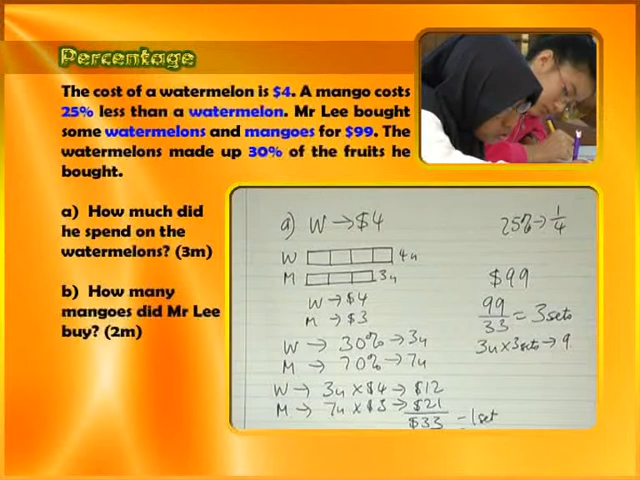 Percentage
The cost of a watermelon is $4. A mango costs
25% less than a watermelon. Mr Lee bought
some watermelons and mangoes for $99. The
watermelons made up 30% of the fruits he
bought.
a) How much did
he spend on the
watermelons? (3m)
b) How many
mangoes did Mr Lee
buy? (2m)
a) W → $4
W 4u
M 3u
W → $4
M → $3
W → 30% → 3u
M → 70% → 7u
W → 3u x $4 → $12
M → 7u x $3 → $21
$33 = 1 set
25% → 1/4
$99
99/33 = 3 sets
3u x 3 sets → 9